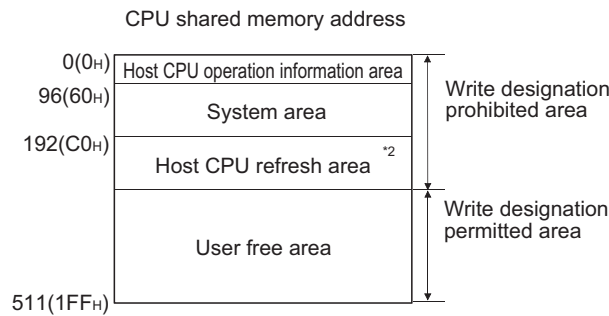 CPU shared memory address
0(0H)
Host CPU operation information area
96(60H)
System area
192(C0H)
Host CPU refresh area *2
User free area
511(1FFH)
Write designation
prohibited area
Write designation
permitted area